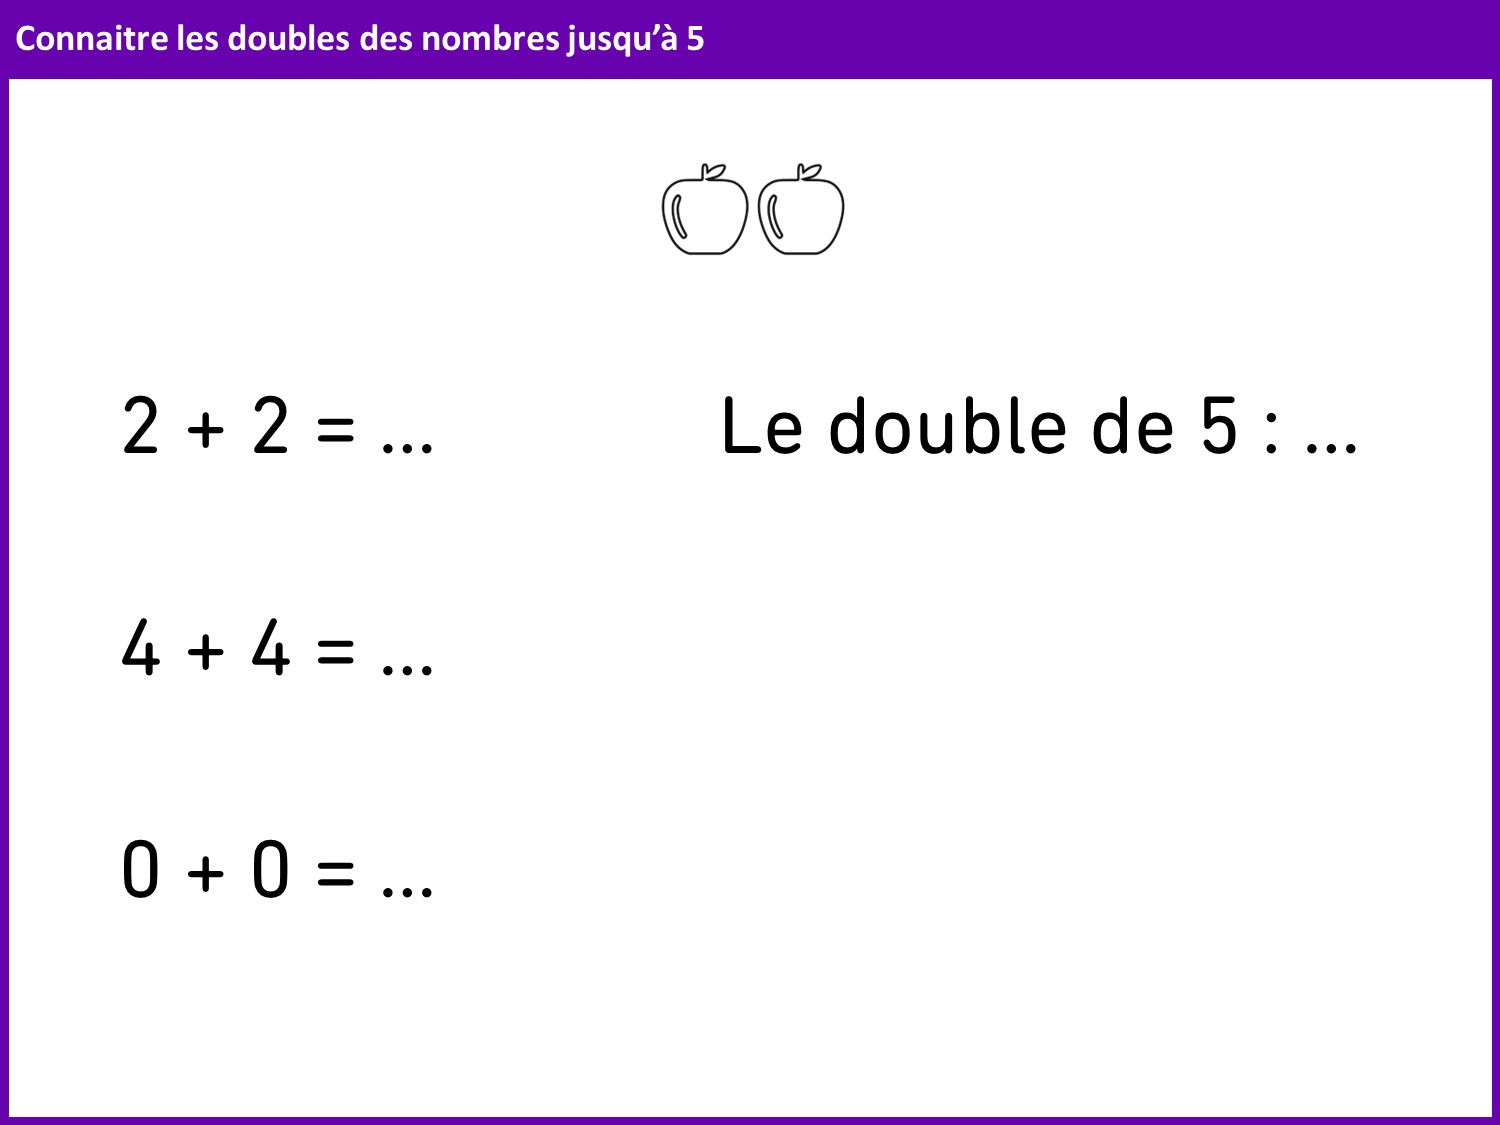 Connaitre les doubles des nombres jusqu’à 5
2 + 2 = ...
Le double de 5 : ...
4 + 4 = ...
0 + 0 = ...